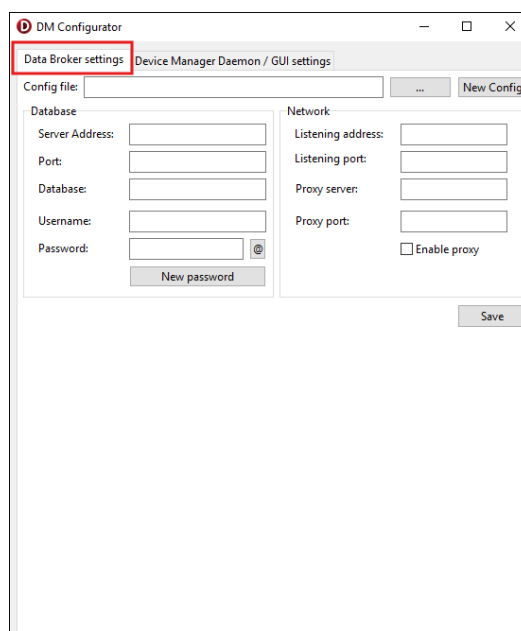 DM Configurator
Data Broker settings Device Manager Daemon / GUI settings
Config file: ... New Config
Database
Server Address:
Port:
Database:
Username:
Password: @
New password
Network
Listening address:
Listening port:
Proxy server:
Proxy port:
Enable proxy
Save